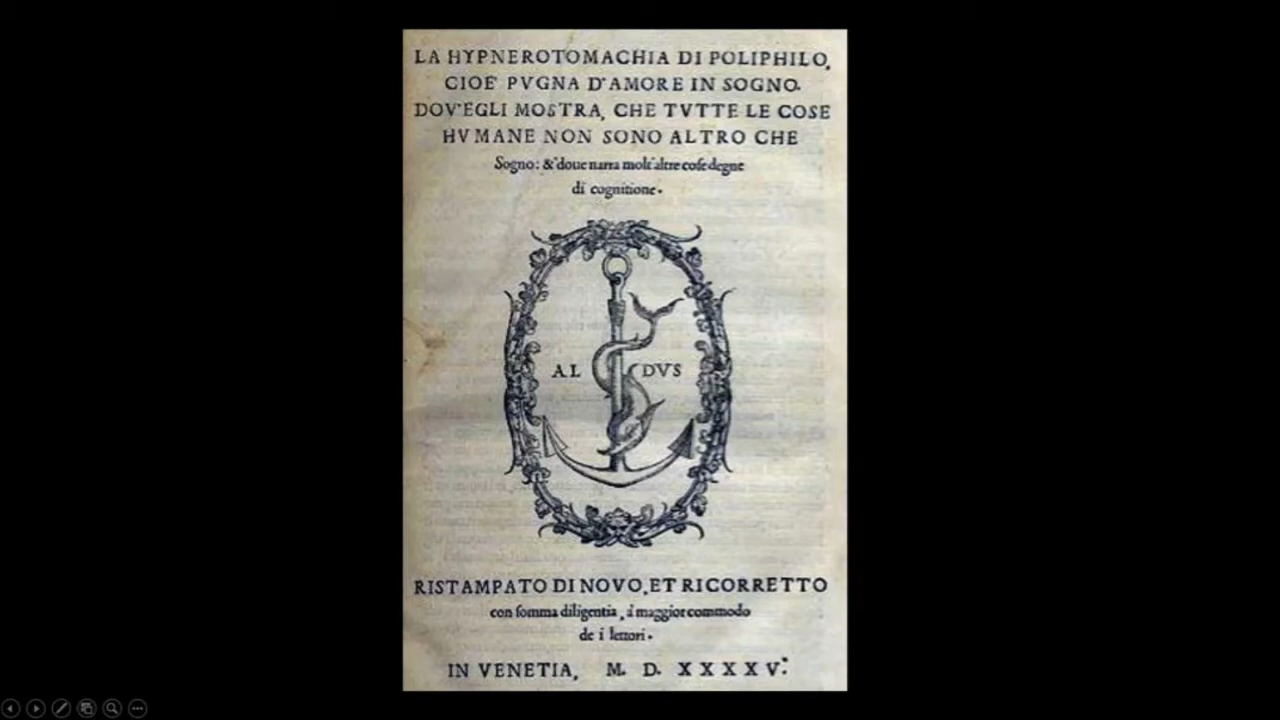 LA HYPNEROTOMACHIA DI POLIPHILO,
CIOE' PVGNA D'AMORE IN SOGNO.
DOV'EGLI MOSTRA, CHE TVTTE LE COSE
HVMANE NON SONO ALTRO CHE
Sogno: & doue narra molt'altre cose degne
di cognitione.
AL DVS
RISTAMPATO DI NOVO, ET RICORRETTO
con somma diligentia, à maggior commodo
de i lettori.
IN VENETIA, M. D. XXXXV.